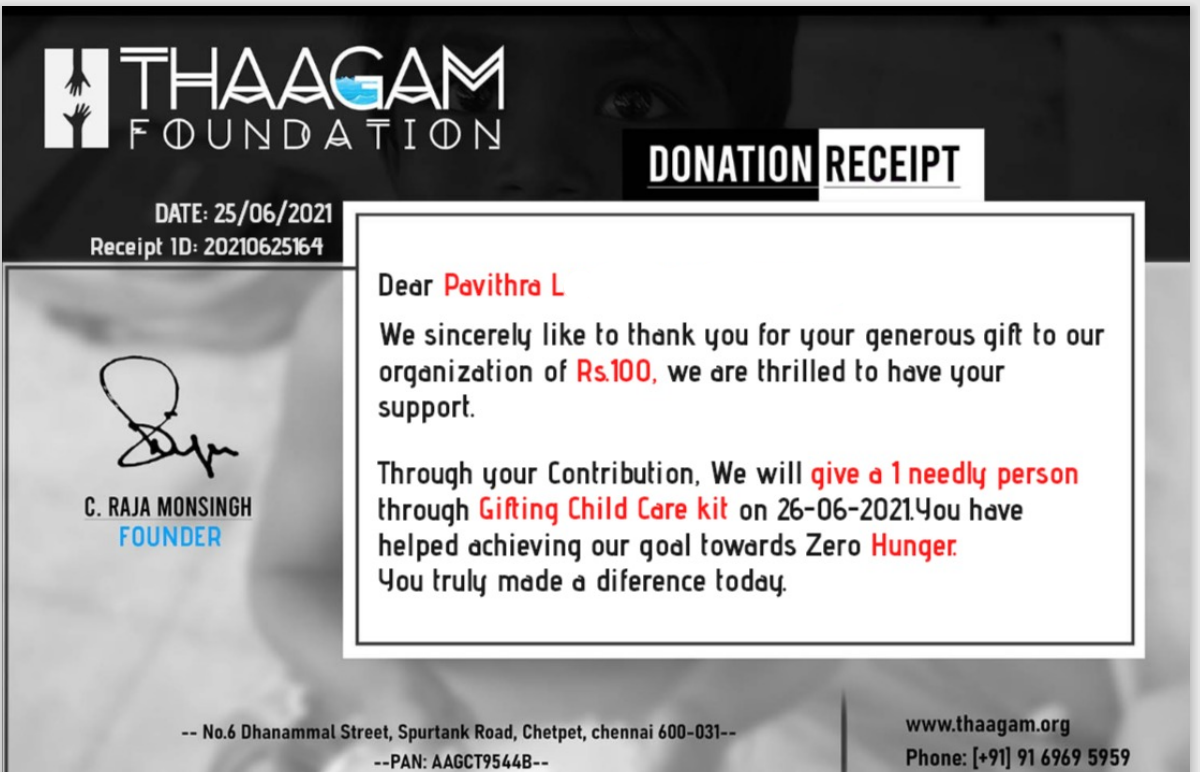 THAAGAM
FOUNDATION
DONATION RECEIPT
DATE: 25/06/2021
Receipt ID: 20210625164
Dear Pavithra L
We sincerely like to thank you for your generous gift to our
organization of Rs.100, we are thrilled to have your
support.
Through your Contribution, We will give a 1 needly person
through Gifting Child Care kit on 26-06-2021.You have
helped achieving our goal towards Zero Hunger.
You truly made a diference today.
C. RAJA MONSINGH
FOUNDER
-- No.6 Dhanammal Street, Spurtank Road, Chetpet, chennai 600-031--
--PAN: AAGCT9544B--
www.thaagam.org
Phone: [+91] 91 6969 5959